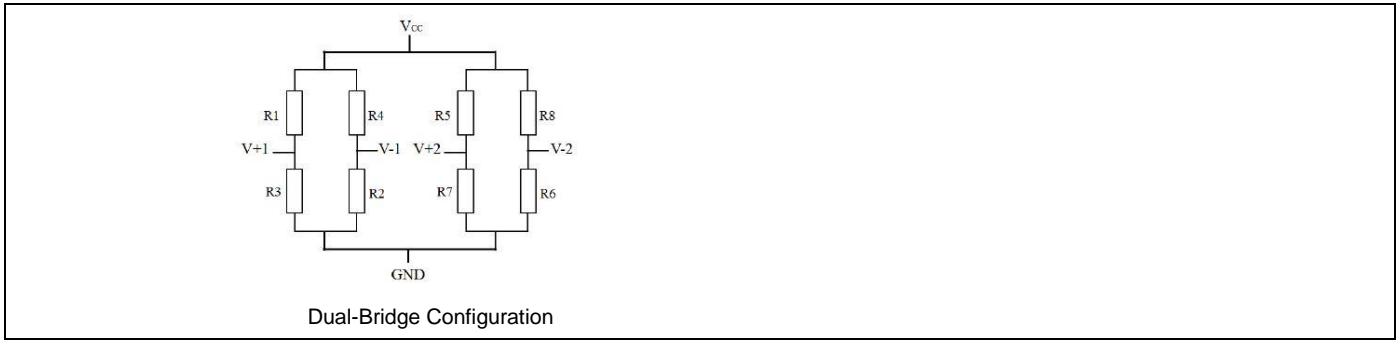 Vcc
R1 R4 R5 R8
V+1 V-1 V+2 V-2
R3 R2 R7 R6
GND
Dual-Bridge Configuration